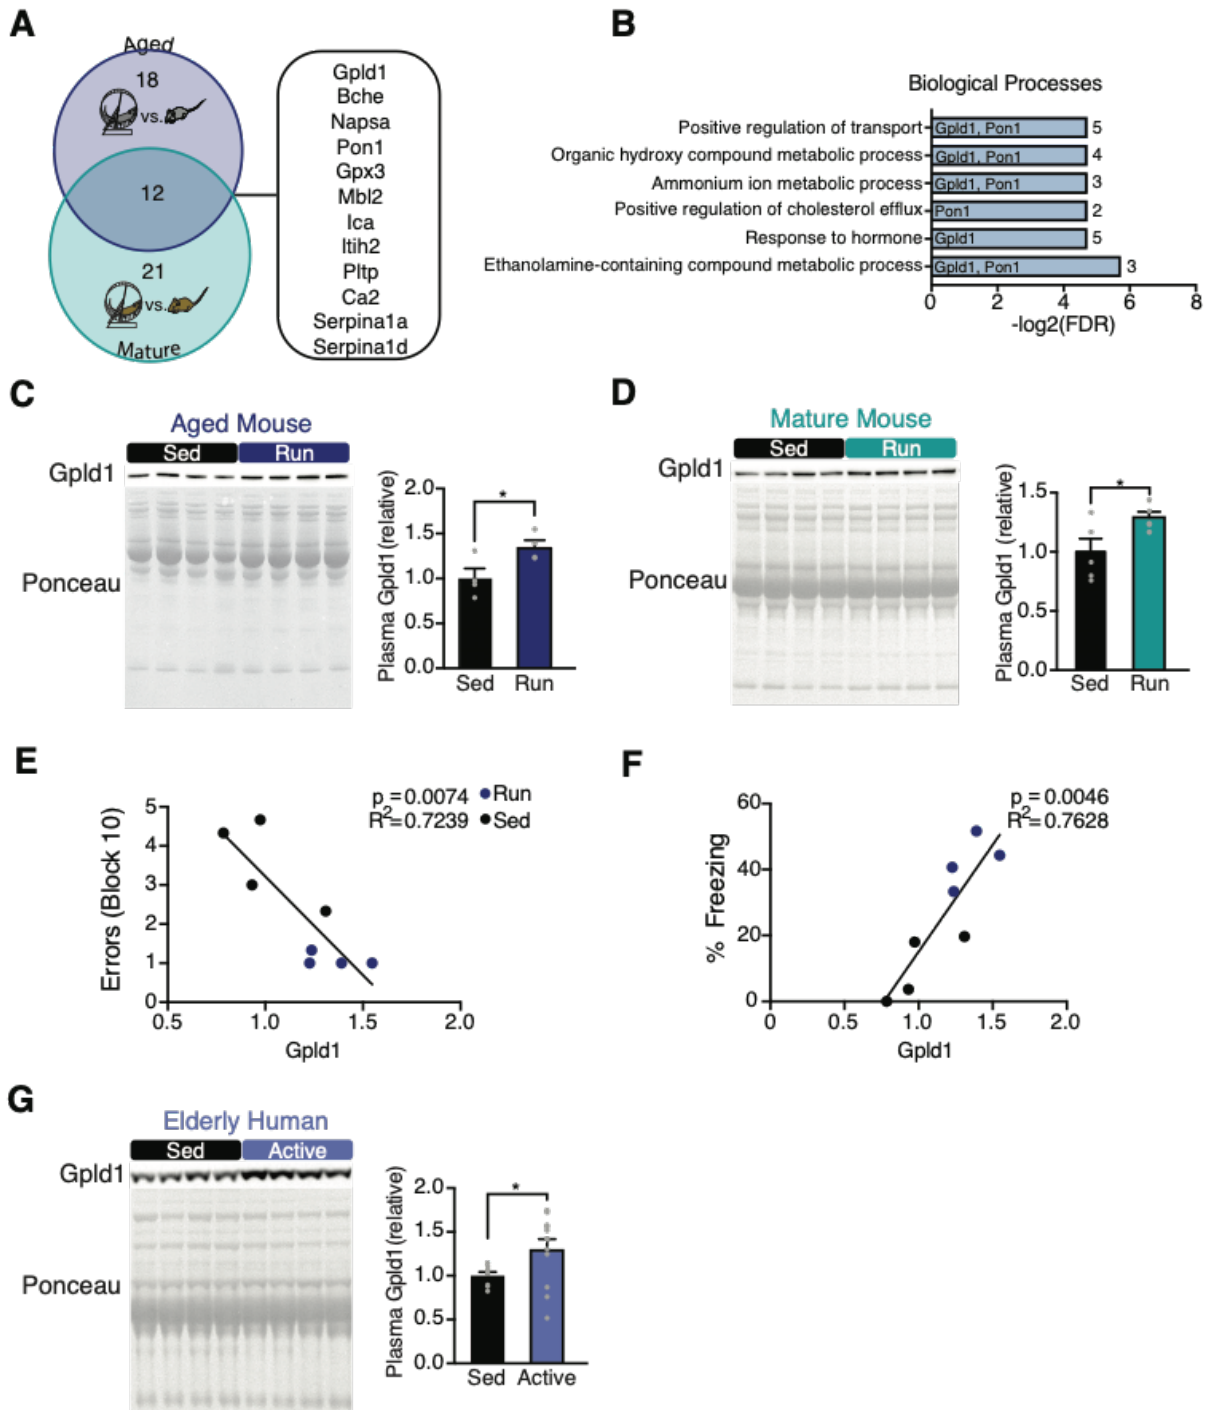 A
Aged
18
vs.
12
21
vs.
Mature
Gpld1
Bche
Napsa
Pon1
Gpx3
Mbl2
Ica
Itih2
Pltp
Ca2
Serpina1a
Serpina1d
B
Biological Processes
Positive regulation of transport Gpld1, Pon1 5
Organic hydroxy compound metabolic process Gpld1, Pon1 4
Ammonium ion metabolic process Gpld1, Pon1 3
Positive regulation of cholesterol efflux Pon1 2
Response to hormone Gpld1 5
Ethanolamine-containing compound metabolic process Gpld1, Pon1 3
0 2 4 6 8
-log2(FDR)
C
Aged Mouse
Sed Run
Gpld1
Ponceau
Plasma Gpld1 (relative)
2.0
1.5
1.0
0.5
0.0
*
Sed Run
D
Mature Mouse
Sed Run
Gpld1
Ponceau
Plasma Gpld1 (relative)
1.5
1.0
0.5
0.0
*
Sed Run
E
p = 0.0074
R2=0.7239
Run
Sed
Errors (Block 10)
5
4
3
2
1
0
0.5 1.0 1.5 2.0
Gpld1
F
p = 0.0046
R2=0.7628
% Freezing
60
40
20
0
0 0.5 1.0 1.5 2.0
Gpld1
G
Elderly Human
Sed Active
Gpld1
Ponceau
Plasma Gpld1 (relative)
2.0
1.5
1.0
0.5
0.0
*
Sed Active